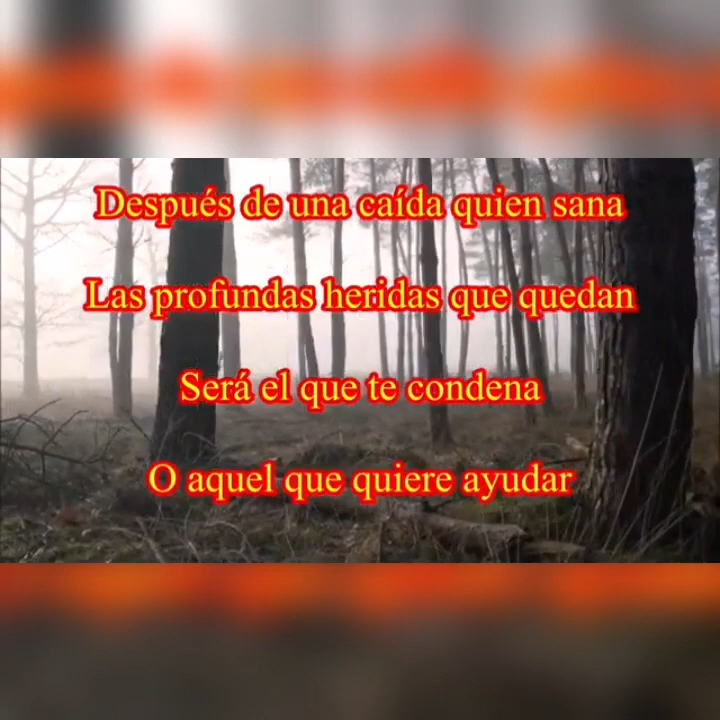 Después de una caída quien sana
Las profundas heridas que quedan
Será el que te condena
O aquel que quiere ayudar